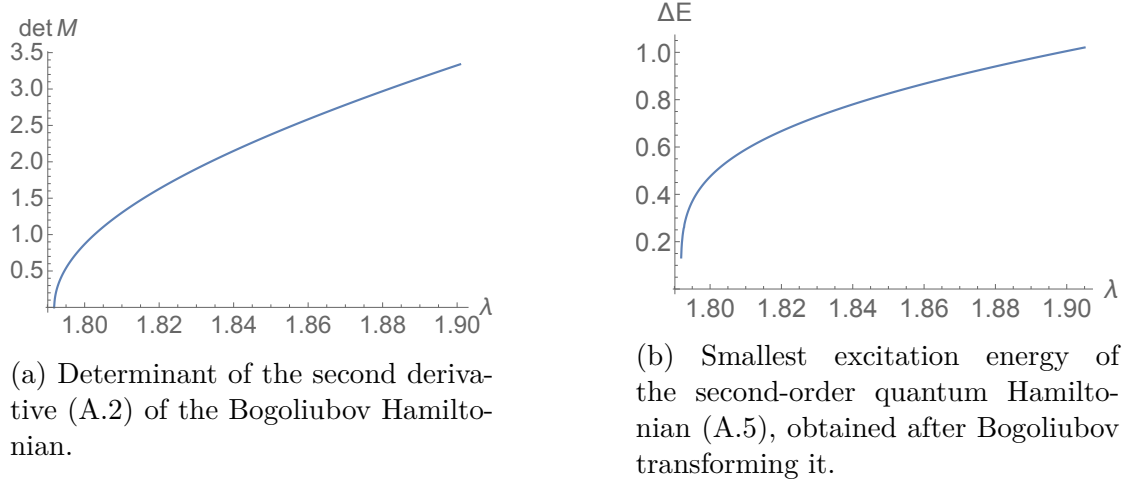 det M
3.5
3.0
2.5
2.0
1.5
1.0
0.5
1.80 1.82 1.84 1.86 1.88 1.90
λ
(a) Determinant of the second deriva-
tive (A.2) of the Bogoliubov Hamilto-
nian.
ΔE
1.0
0.8
0.6
0.4
0.2
1.80 1.82 1.84 1.86 1.88 1.90
λ
(b) Smallest excitation energy of
the second-order quantum Hamilto-
nian (A.5), obtained after Bogoliubov
transforming it.